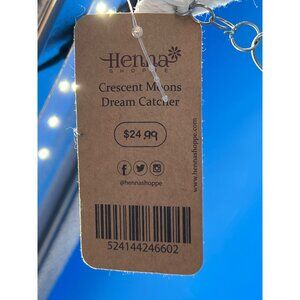 Henna
SHOPPE
Crescent Moons
Dream Catcher
$24.99
@hennashoppe
www.hennashoppe.com
524144246602